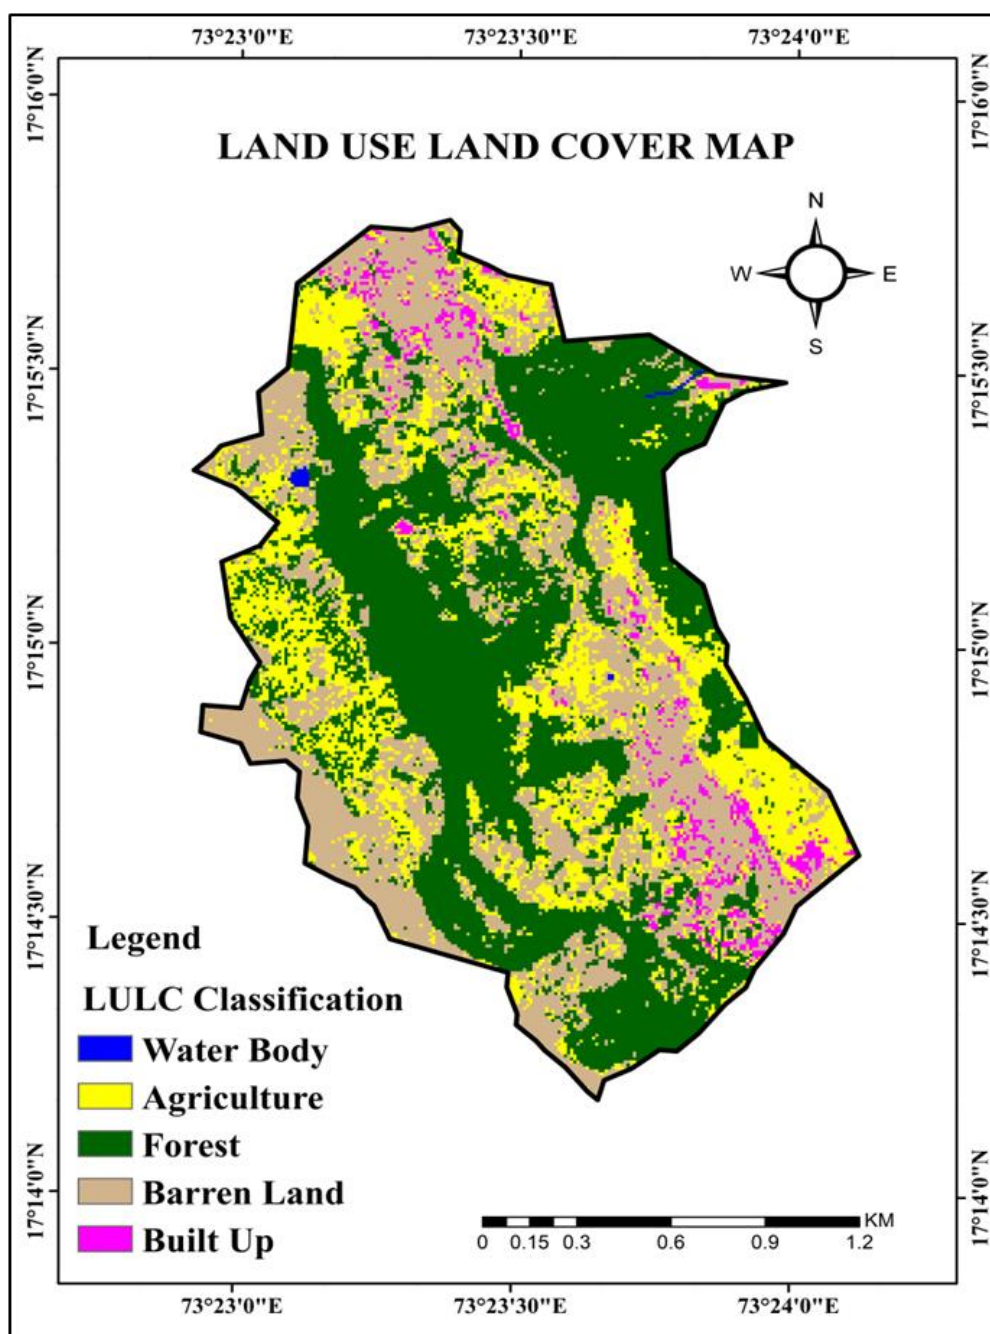 73°23'0"E 73°23'30"E 73°24'0"E
17°16'0"N 17°16'0"N
LAND USE LAND COVER MAP
N
W E
S
17°15'30"N 17°15'30"N
17°15'0"N 17°15'0"N
17°14'30"N 17°14'30"N
Legend
LULC Classification
Water Body
Agriculture
Forest
Barren Land
Built Up
17°14'0"N 17°14'0"N
KM
0 0.15 0.3 0.6 0.9 1.2
73°23'0"E 73°23'30"E 73°24'0"E